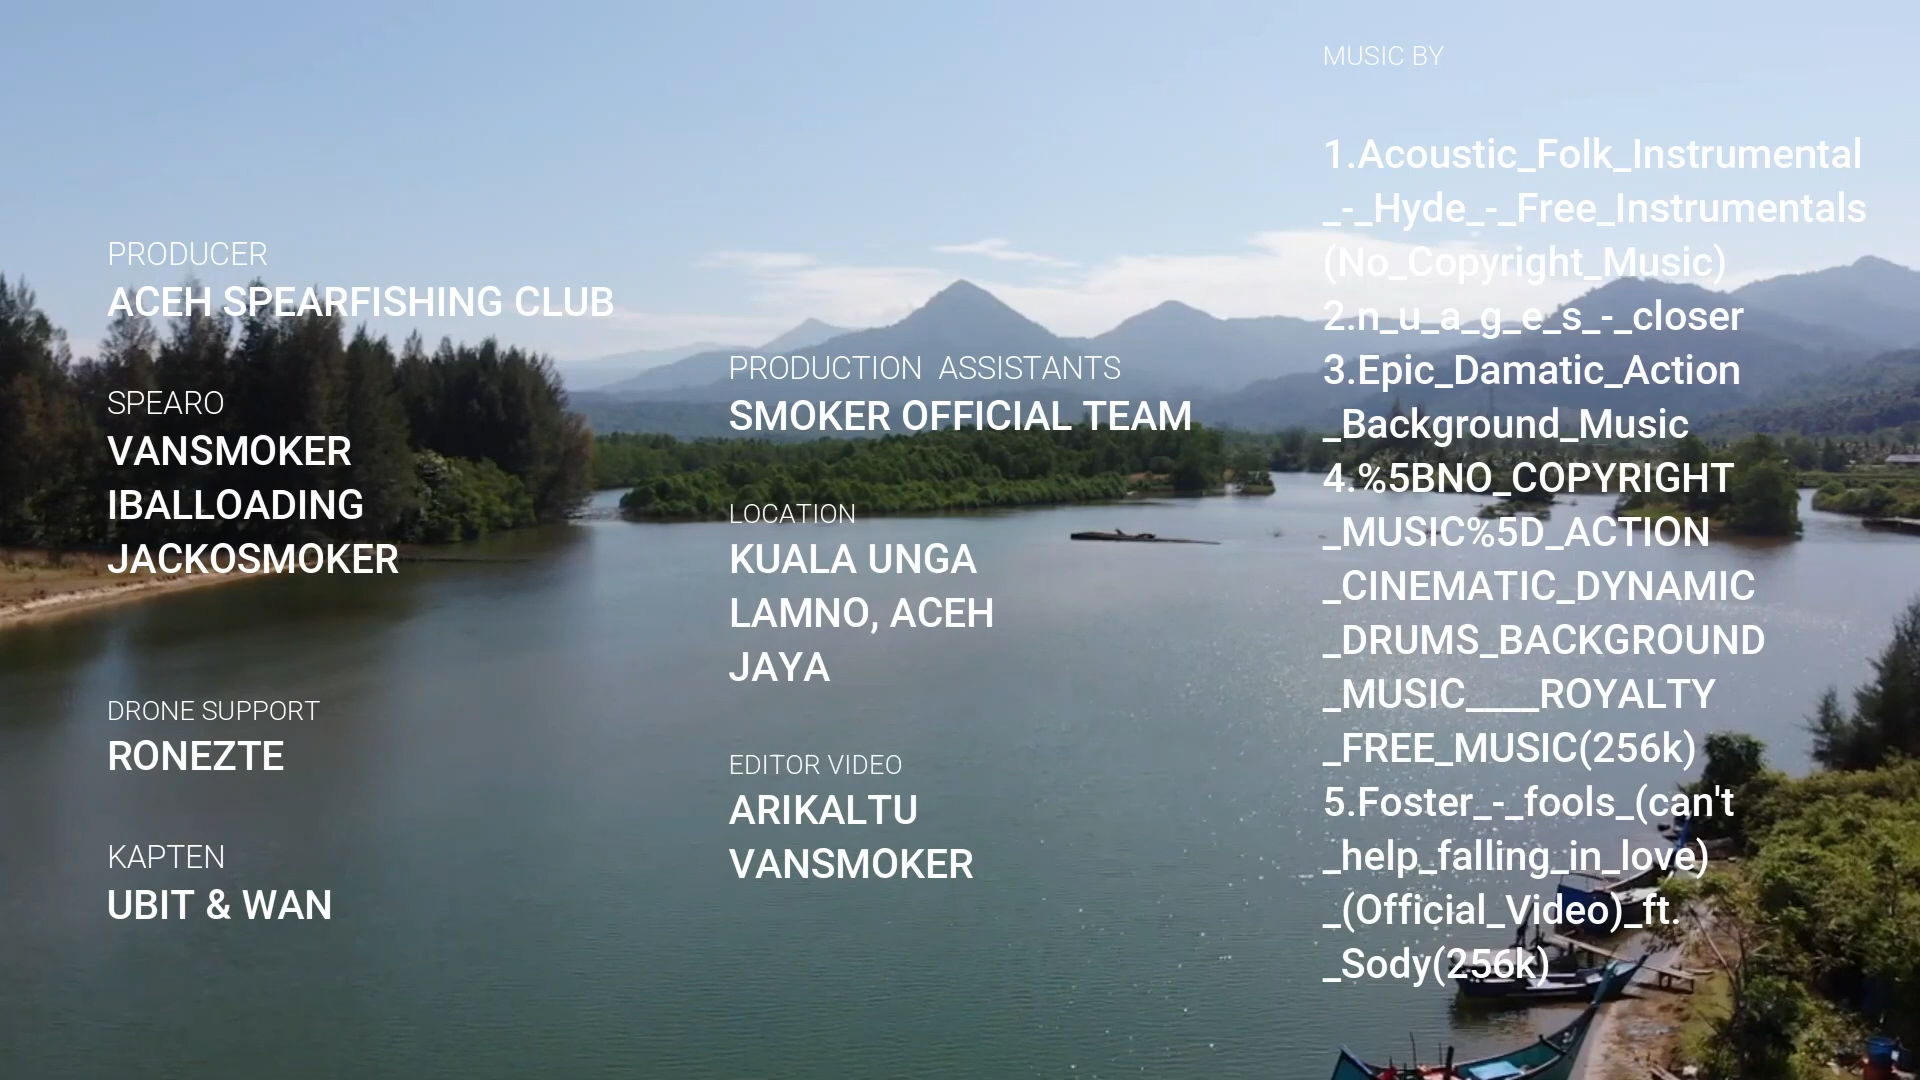 PRODUCER
ACEH SPEARFISHING CLUB
SPEARO
VANSMOKER
IBALLOADING
JACKOSMOKER
DRONE SUPPORT
RONEZTE
KAPTEN
UBIT & WAN
PRODUCTION  ASSISTANTS
SMOKER OFFICIAL TEAM
LOCATION
KUALA UNGA
LAMNO, ACEH
JAYA
EDITOR VIDEO
ARIKALTU
VANSMOKER
MUSIC BY
1.Acoustic_Folk_Instrumental
_-_Hyde_-_Free_Instrumentals
(No_Copyright_Music)
2.n_u_a_g_e_s_-_closer
3.Epic_Damatic_Action
_Background_Music
4.%5BNO_COPYRIGHT
_MUSIC%5D_ACTION
_CINEMATIC_DYNAMIC
_DRUMS_BACKGROUND
_MUSIC____ROYALTY
_FREE_MUSIC(256k)
5.Foster_-_fools_(can't
_help_falling_in_love)
_(Official_Video)_ft.
_Sody(256k)